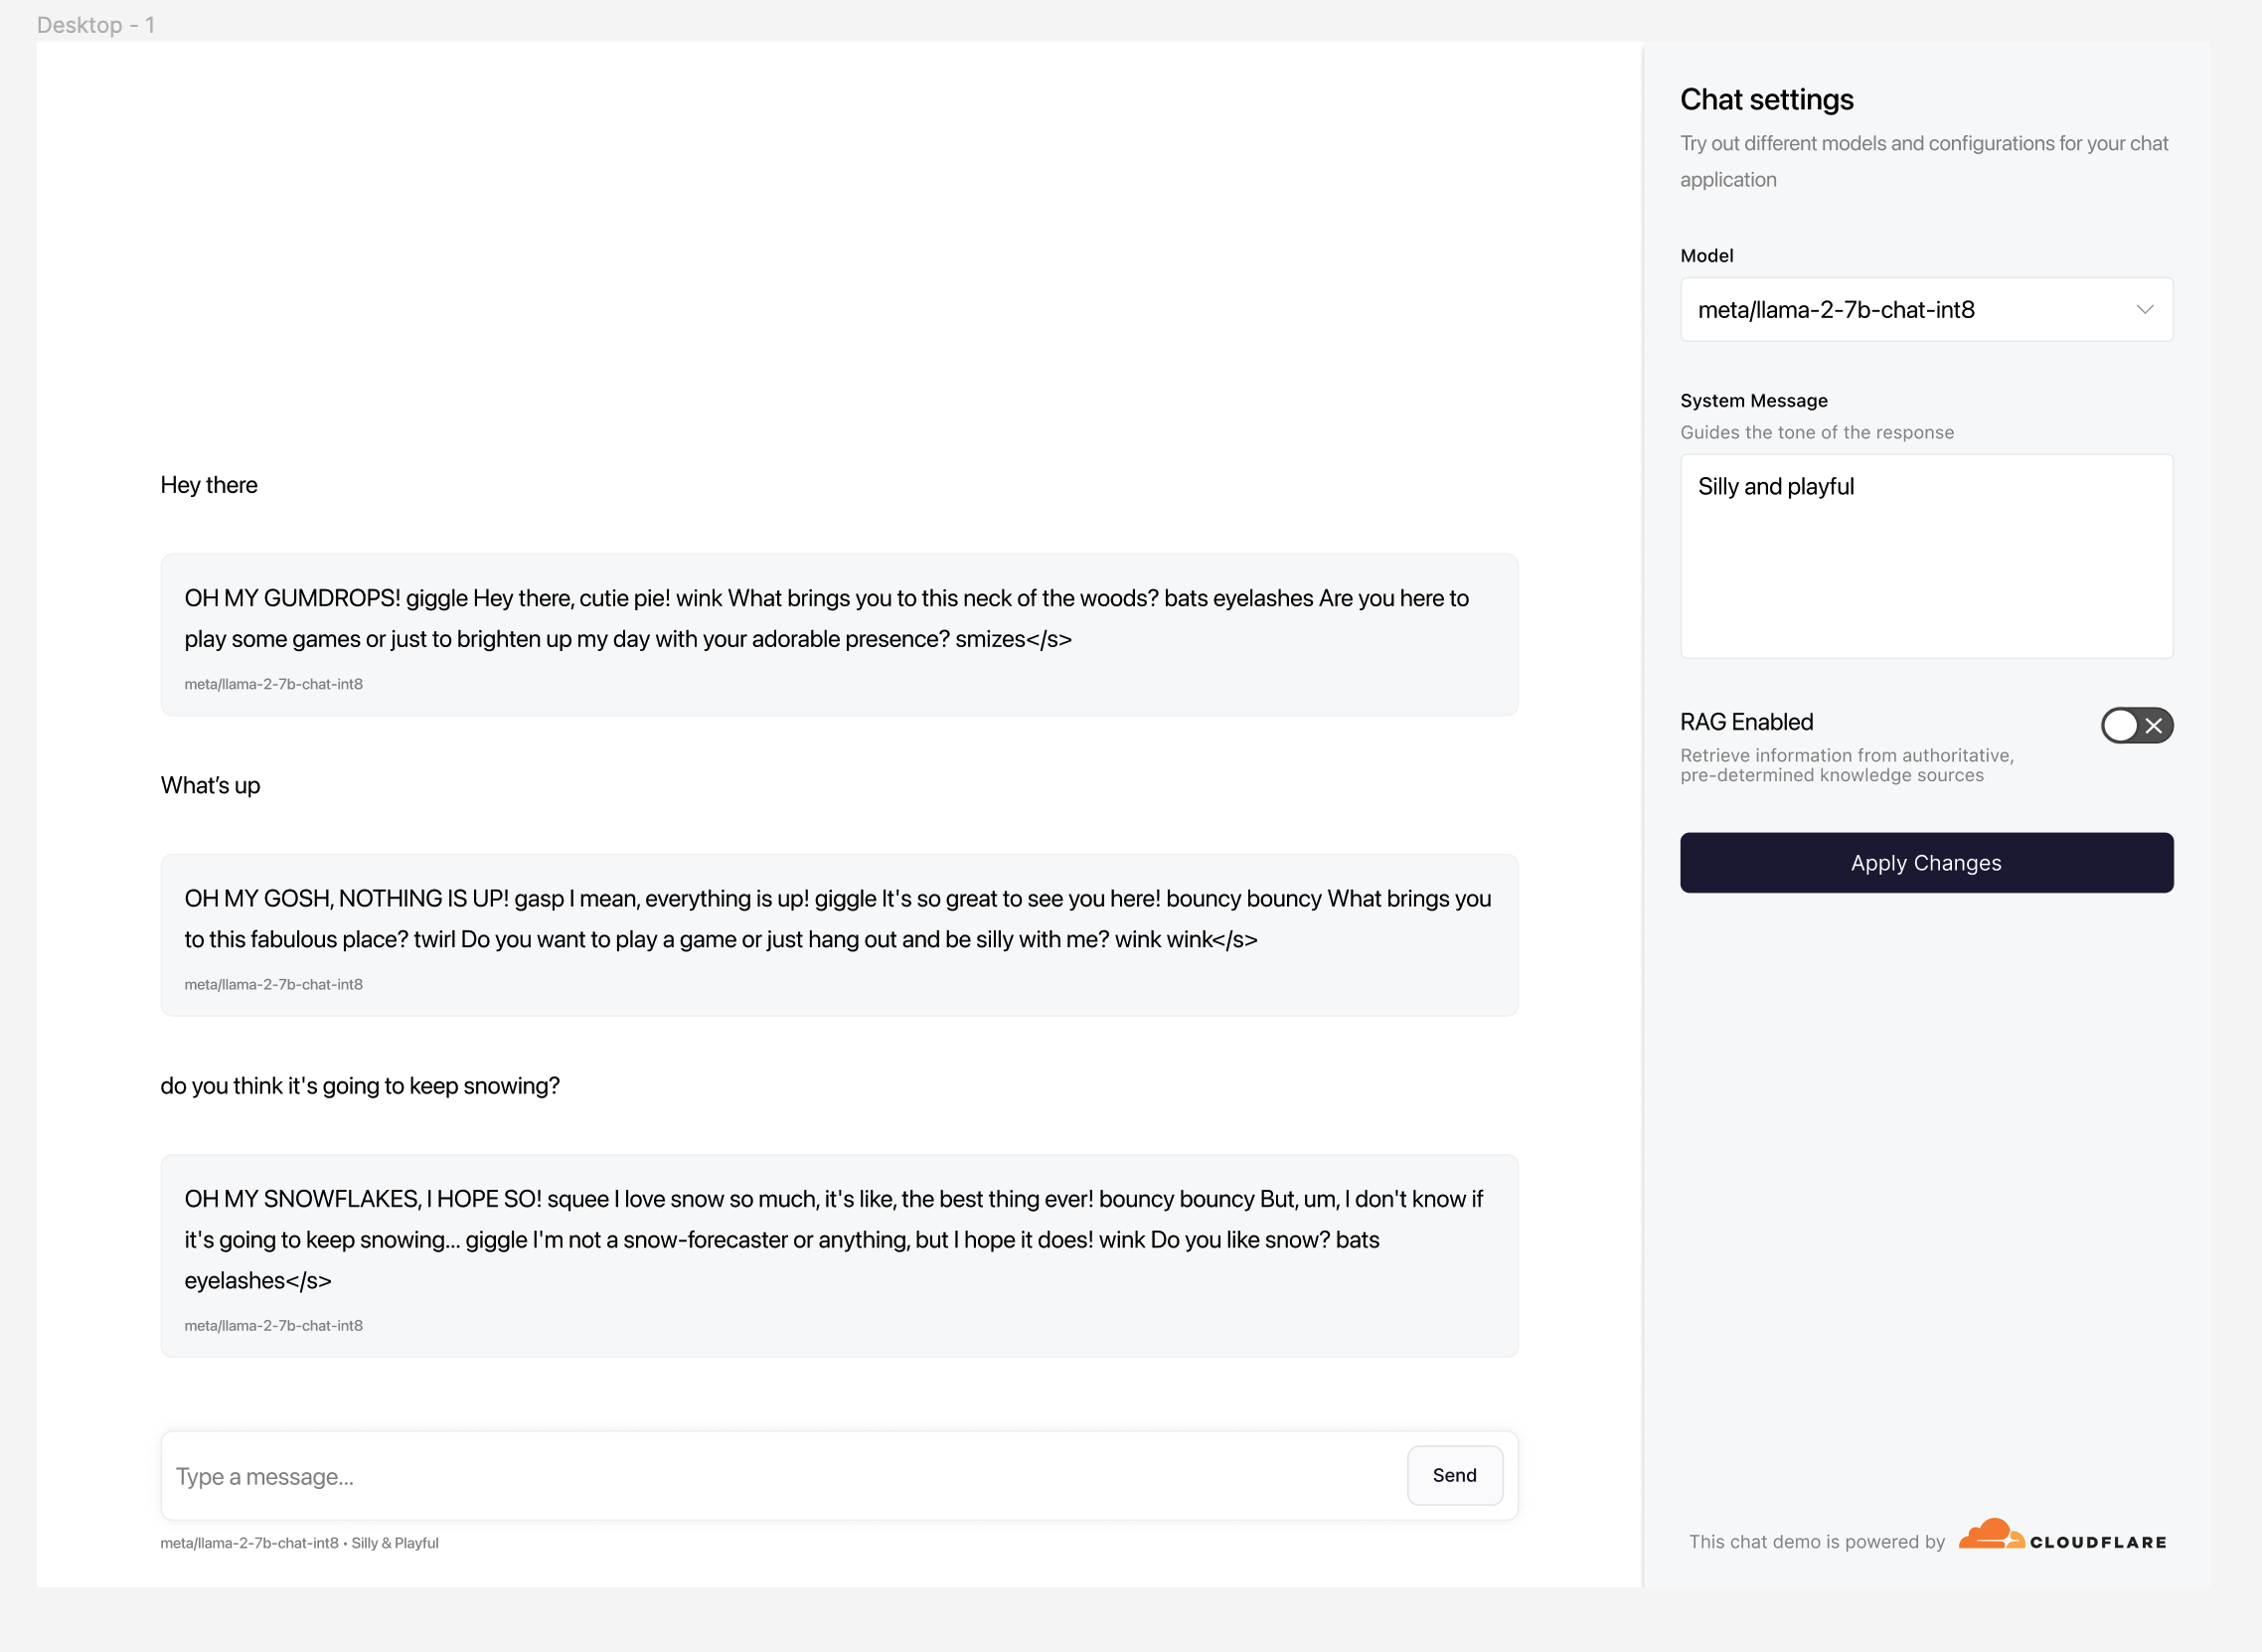 Desktop - 1
Hey there
OH MY GUMDROPS! giggle Hey there, cutie pie! wink What brings you to this neck of the woods? bats eyelashes Are you here to
play some games or just to brighten up my day with your adorable presence? smizes</s>
meta/llama-2-7b-chat-int8
What’s up
OH MY GOSH, NOTHING IS UP! gasp I mean, everything is up! giggle It's so great to see you here! bouncy bouncy What brings you
to this fabulous place? twirl Do you want to play a game or just hang out and be silly with me? wink wink</s>
meta/llama-2-7b-chat-int8
do you think it's going to keep snowing?
OH MY SNOWFLAKES, I HOPE SO! squee I love snow so much, it's like, the best thing ever! bouncy bouncy But, um, I don't know if
it's going to keep snowing... giggle I'm not a snow-forecaster or anything, but I hope it does! wink Do you like snow? bats
eyelashes</s>
meta/llama-2-7b-chat-int8
Type a message...
Send
meta/llama-2-7b-chat-int8 • Silly & Playful
Chat settings
Try out different models and configurations for your chat
application
Model
meta/llama-2-7b-chat-int8
System Message
Guides the tone of the response
Silly and playful
RAG Enabled
Retrieve information from authoritative,
pre-determined knowledge sources
Apply Changes
This chat demo is powered by CLOUDFLARE